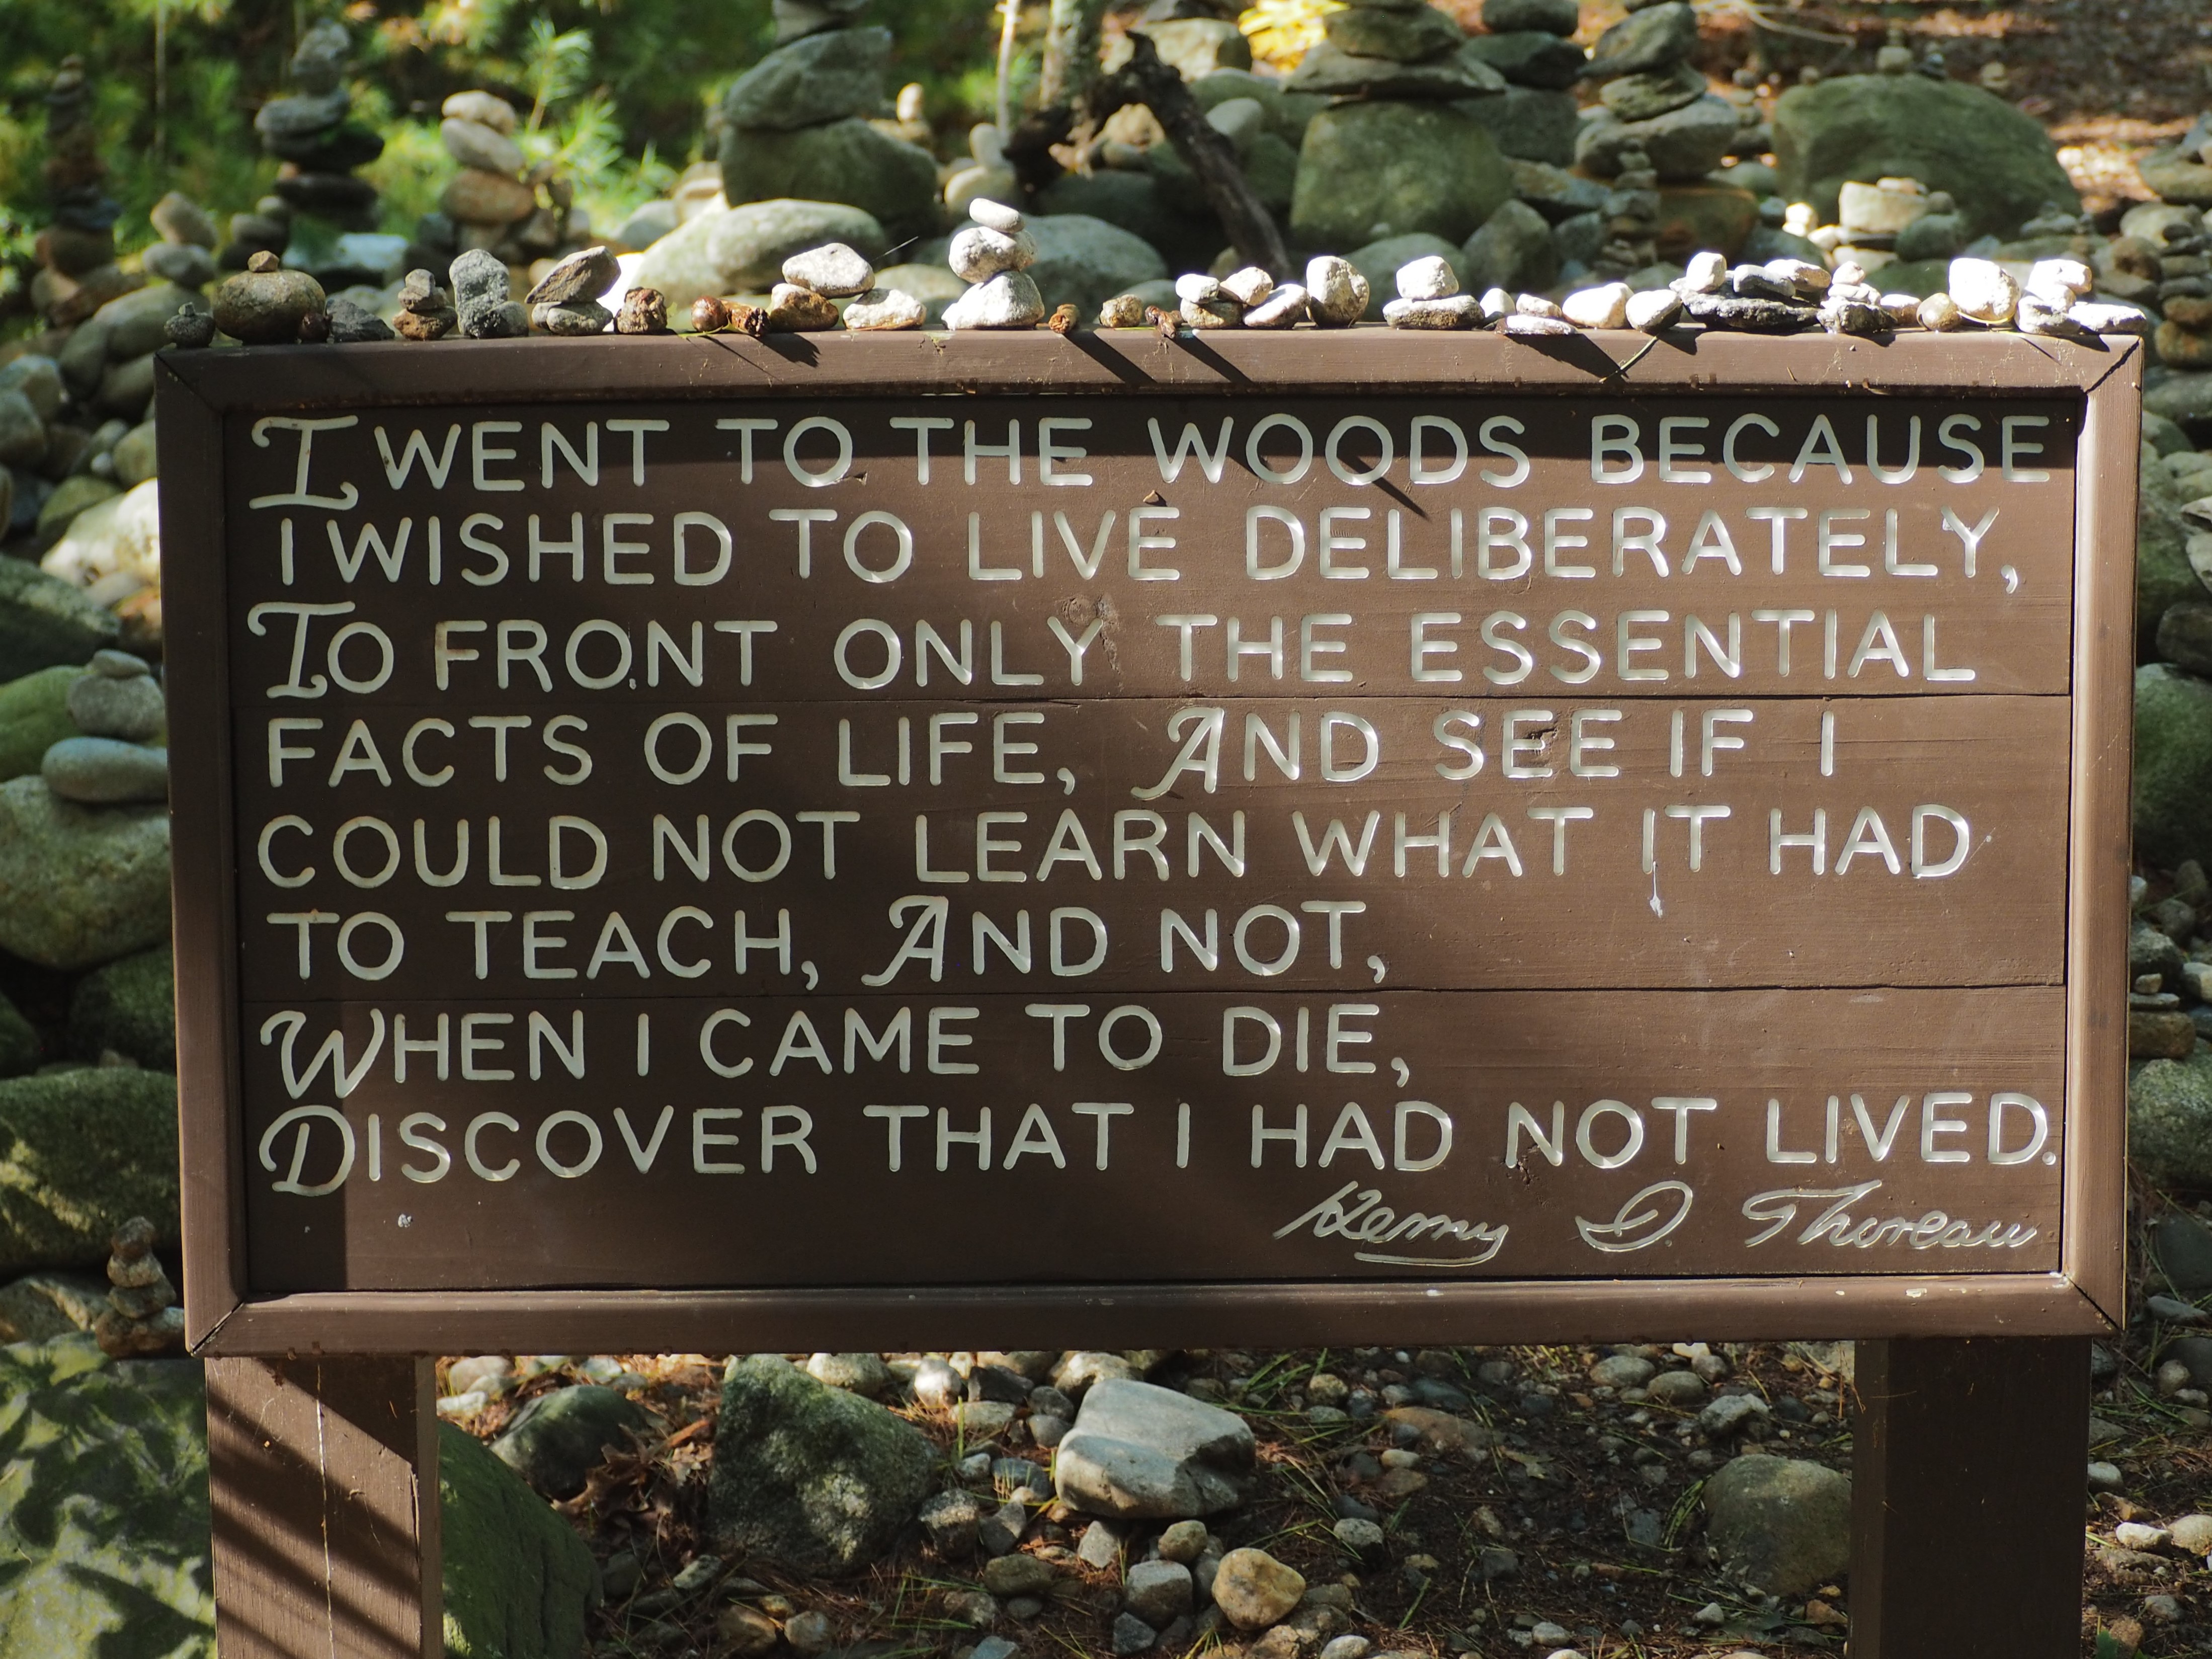 I WENT TO THE WOODS BECAUSE
I WISHED TO LIVE DELIBERATELY,
TO FRONT ONLY THE ESSENTIAL
FACTS OF LIFE, AND SEE IF I
COULD NOT LEARN WHAT IT HAD
TO TEACH, AND NOT,
WHEN I CAME TO DIE,
DISCOVER THAT I HAD NOT LIVED.
Henry D. Thoreau